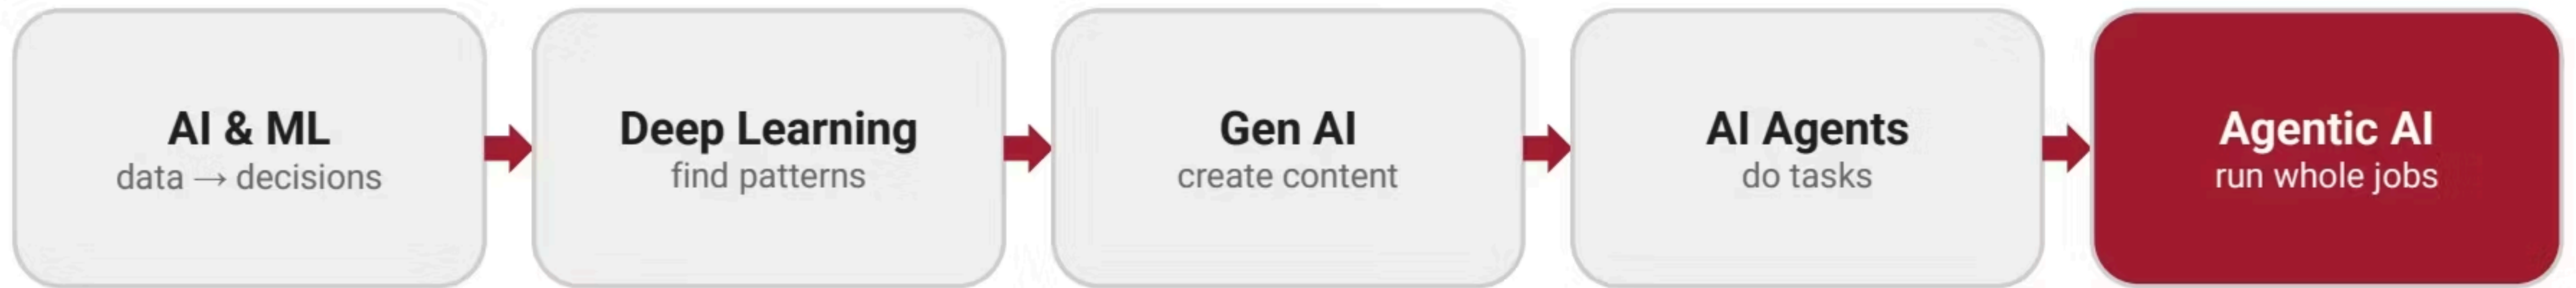 AI & ML
data → decisions
Deep Learning
find patterns
Gen AI
create content
AI Agents
do tasks
Agentic AI
run whole jobs